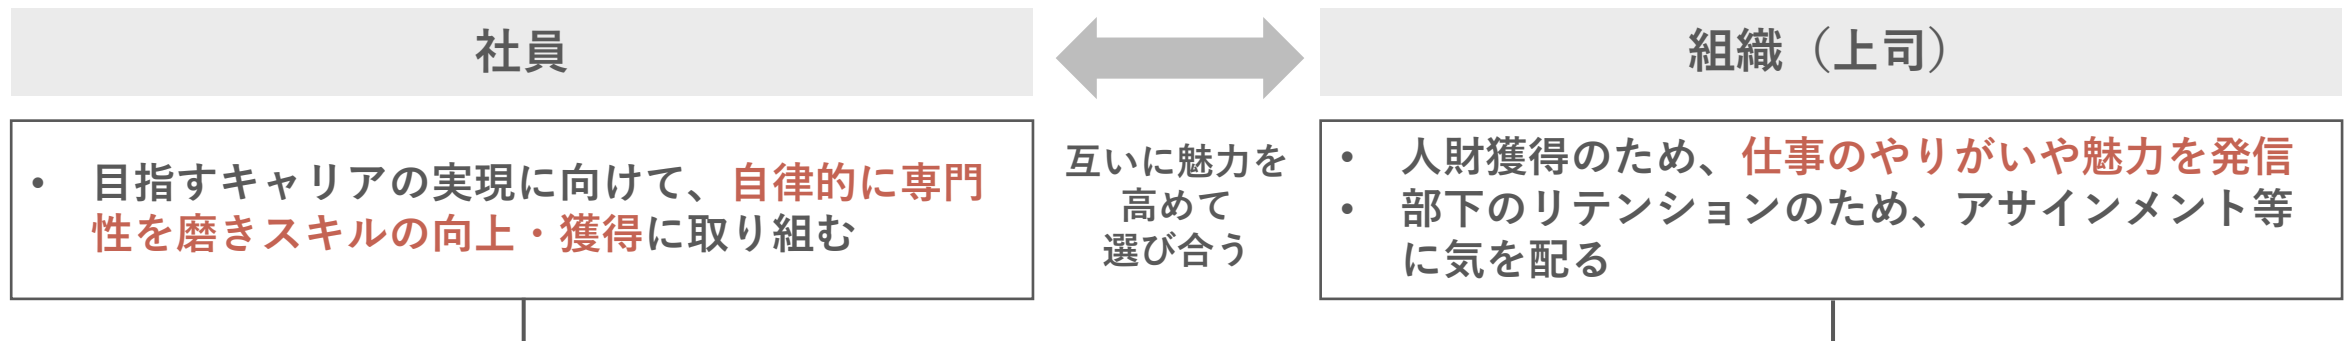 社員
• 目指すキャリアの実現に向けて、自律的に専門
性を磨きスキルの向上・獲得に取り組む
互いに魅力を
高めて
選び合う
組織（上司）
• 人財獲得のため、仕事のやりがいや魅力を発信
• 部下のリテンションのため、アサインメント等
に気を配る